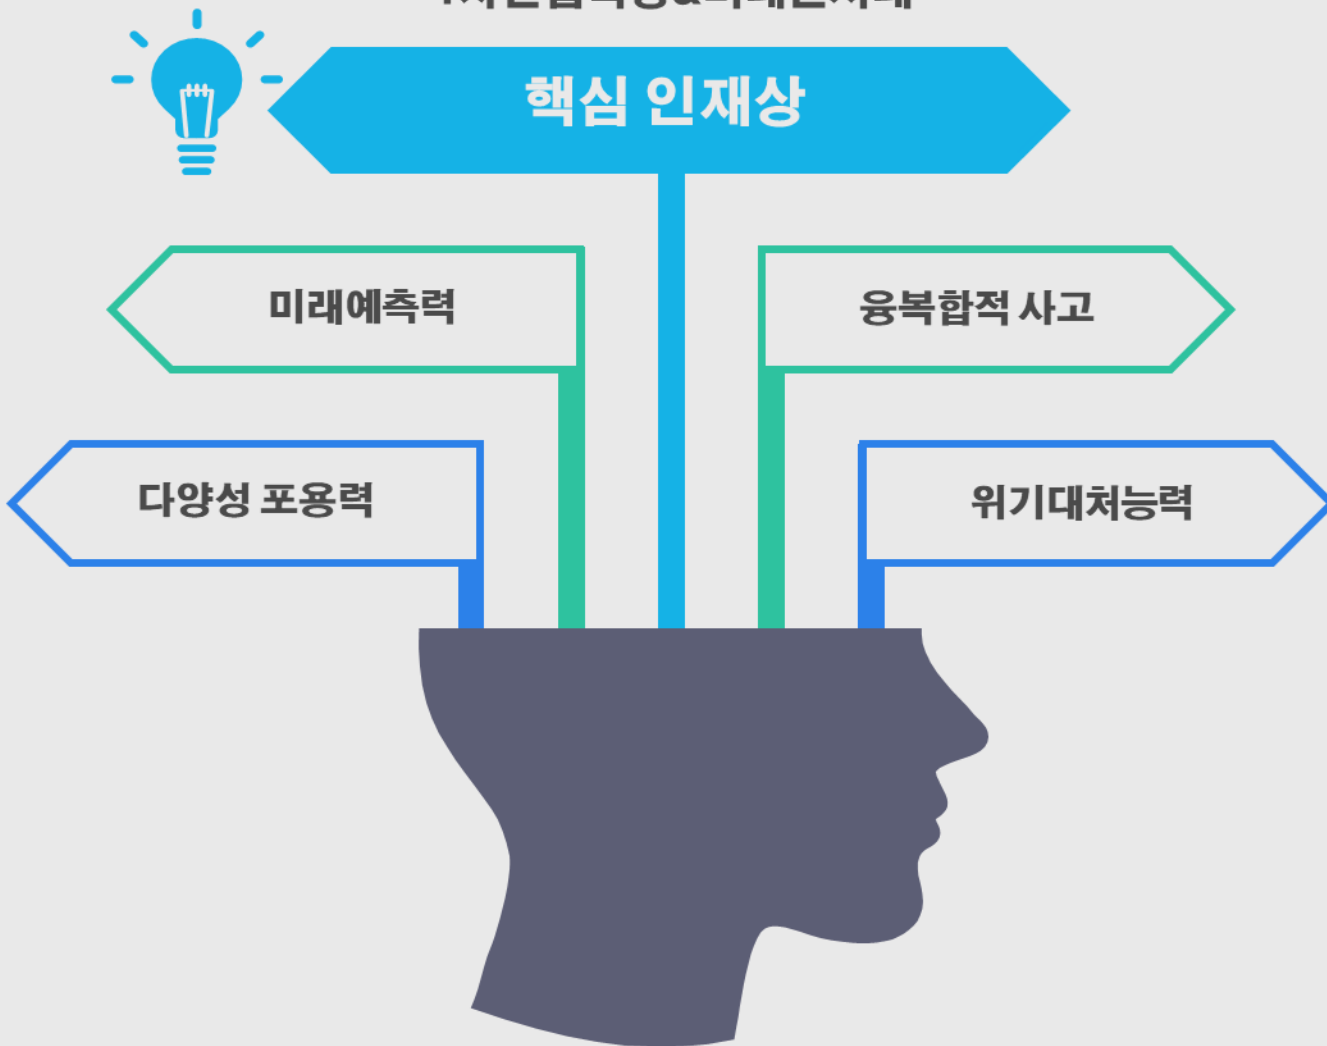 핵심 인재상
미래예측력
융복합적 사고
다양성 포용력
위기대처능력